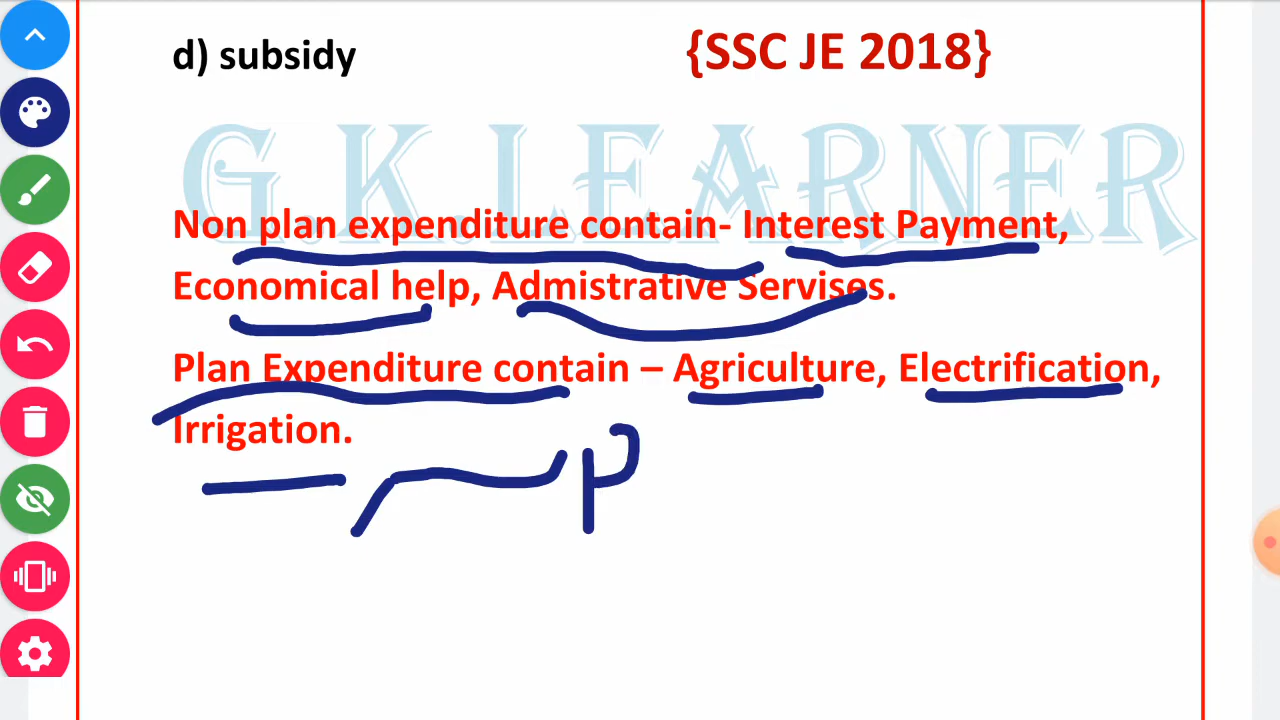 d) subsidy {SSC JE 2018}
G.K.LEARNER
Non plan expenditure contain- Interest Payment,
Economical help, Admistrative Servises.
Plan Expenditure contain – Agriculture, Electrification,
Irrigation.
P